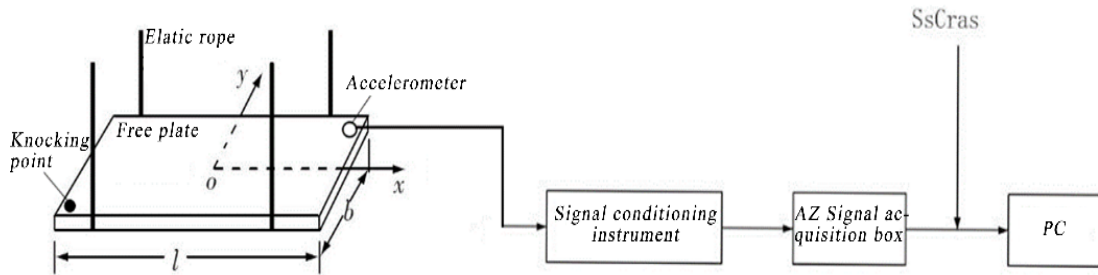 SsCras
Elatic rope
y
Accelerometer
Free plate
Knocking
point
o
x
b
l
Signal conditioning
instrument
AZ Signal ac-
quisition box
PC